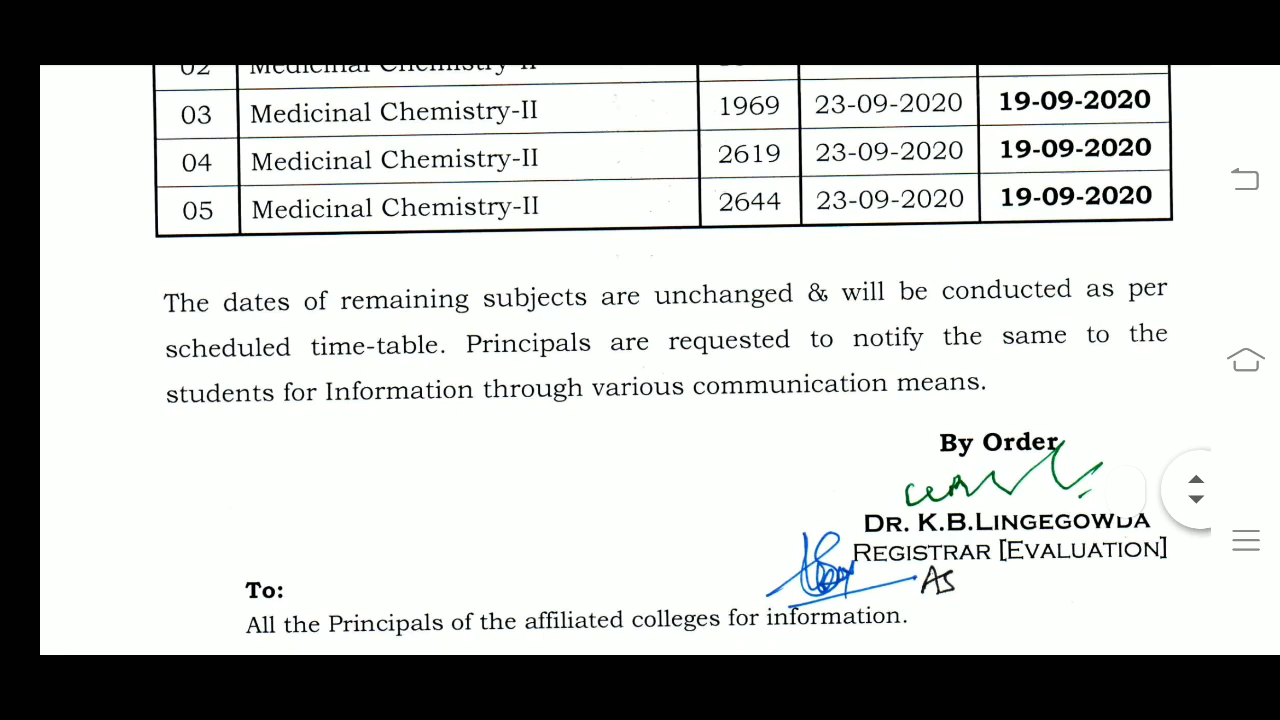 02 Medicinal Chemistry-II
03 Medicinal Chemistry-II 1969 23-09-2020 19-09-2020
04 Medicinal Chemistry-II 2619 23-09-2020 19-09-2020
05 Medicinal Chemistry-II 2644 23-09-2020 19-09-2020
The dates of remaining subjects are unchanged & will be conducted as per
scheduled time-table. Principals are requested to notify the same to the
students for Information through various communication means.
By Order
DR. K.B.LINGEGOWDA
REGISTRAR [EVALUATION]
AS
To:
All the Principals of the affiliated colleges for information.